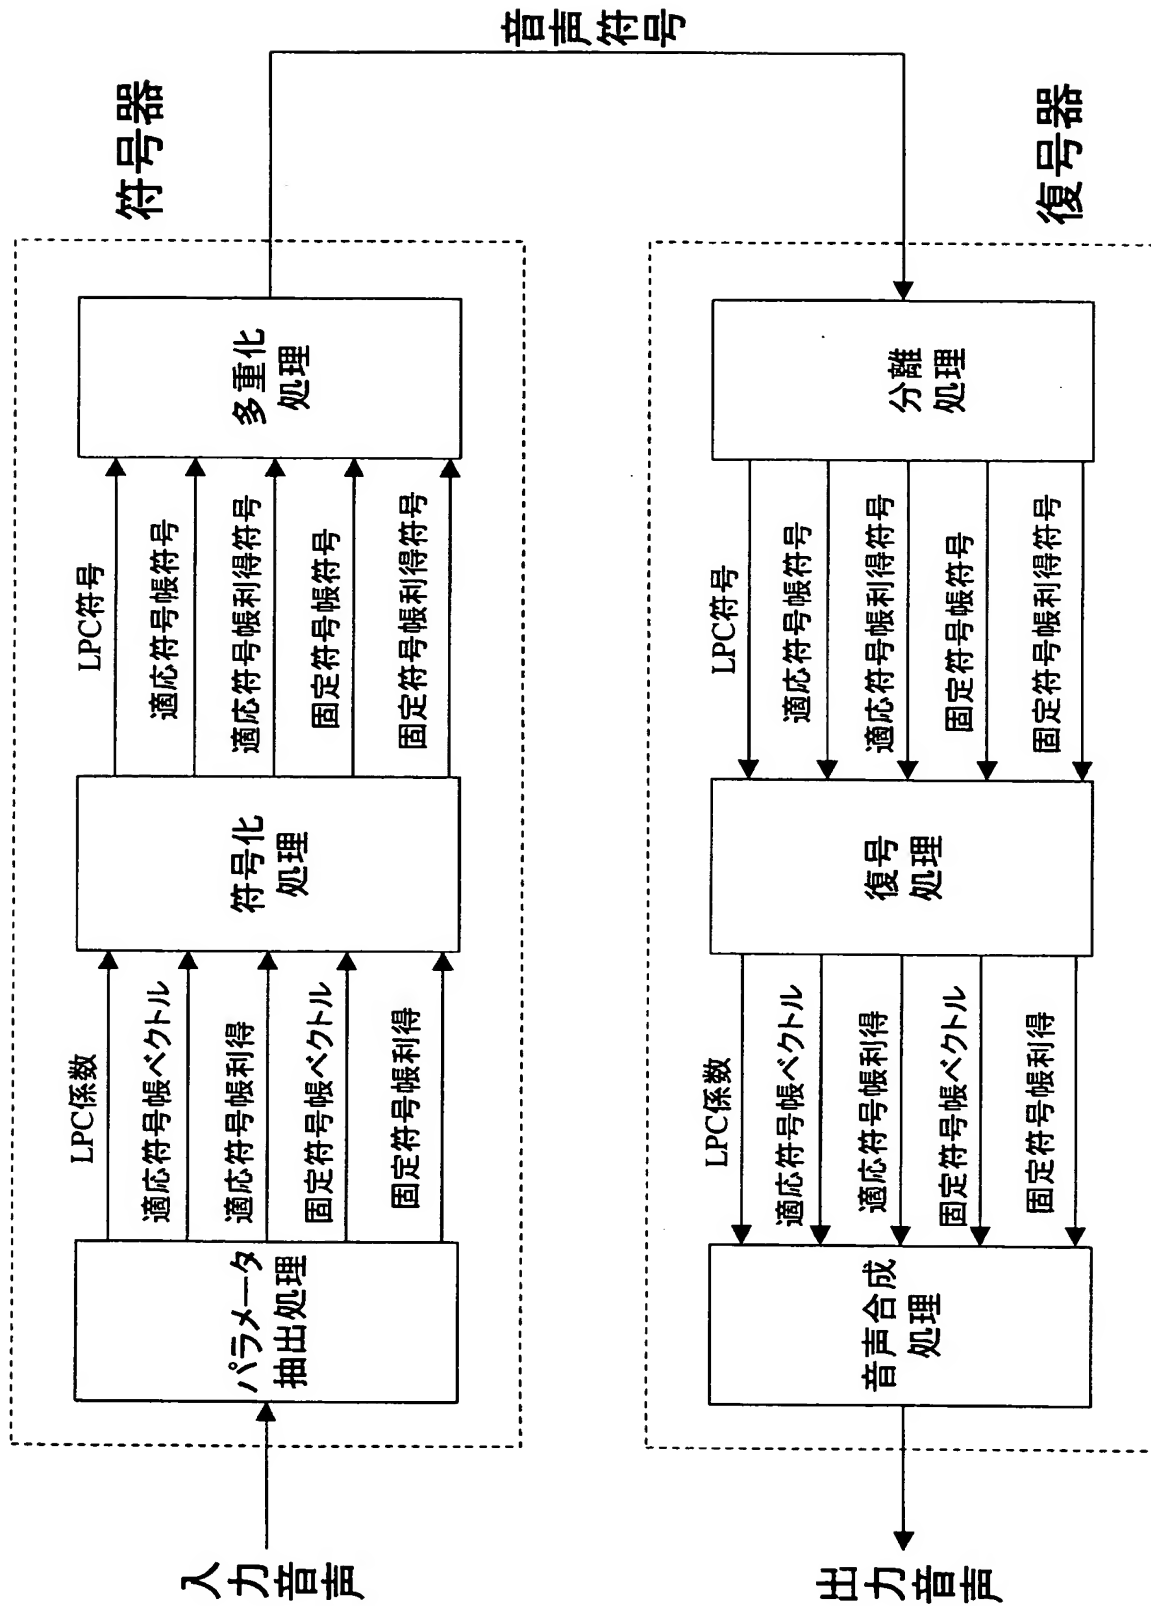 符号器
入力音声
パラメータ
抽出処理
LPC係数
適応符号帳ベクトル
適応符号帳利得
固定符号帳ベクトル
固定符号帳利得
符号化
処理
LPC符号
適応符号帳符号
適応符号帳利得符号
固定符号帳符号
固定符号帳利得符号
多重化
処理
音声符号
復号器
分離
処理
LPC符号
適応符号帳符号
適応符号帳利得符号
固定符号帳符号
固定符号帳利得符号
復号
処理
LPC係数
適応符号帳ベクトル
適応符号帳利得
固定符号帳ベクトル
固定符号帳利得
音声合成
処理
出力音声